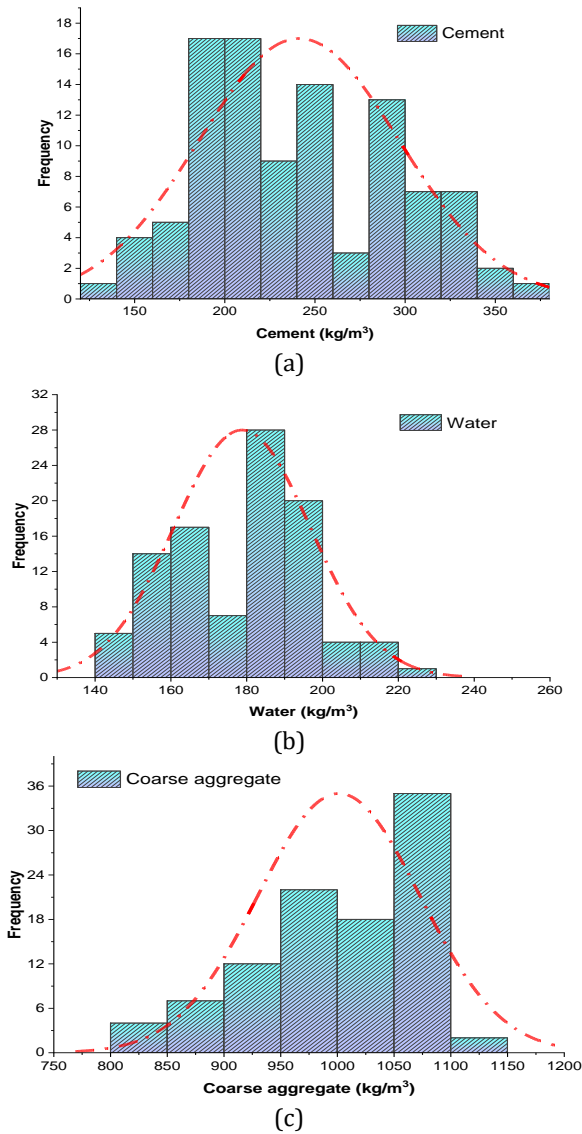 18
16
14
12
10
8
6
4
2
0
Frequency
Cement
150 200 250 300 350
Cement (kg/m³)
(a)
32
28
24
20
16
12
8
4
0
Frequency
Water
140 160 180 200 220 240 260
Water (kg/m³)
(b)
36
30
24
18
12
6
0
Frequency
Coarse aggregate
750 800 850 900 950 1000 1050 1100 1150 1200
Coarse aggregate (kg/m³)
(c)